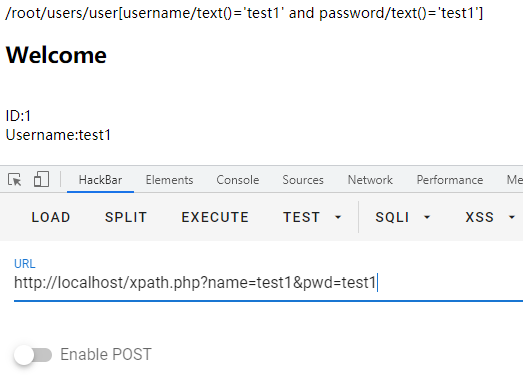 /root/users/user[username/text()='test1' and password/text()='test1']
Welcome
ID:1
Username:test1
HackBar Elements Console Sources Network Performance Me
LOAD SPLIT EXECUTE TEST SQLI XSS
URL
http://localhost/xpath.php?name=test1&pwd=test1
Enable POST